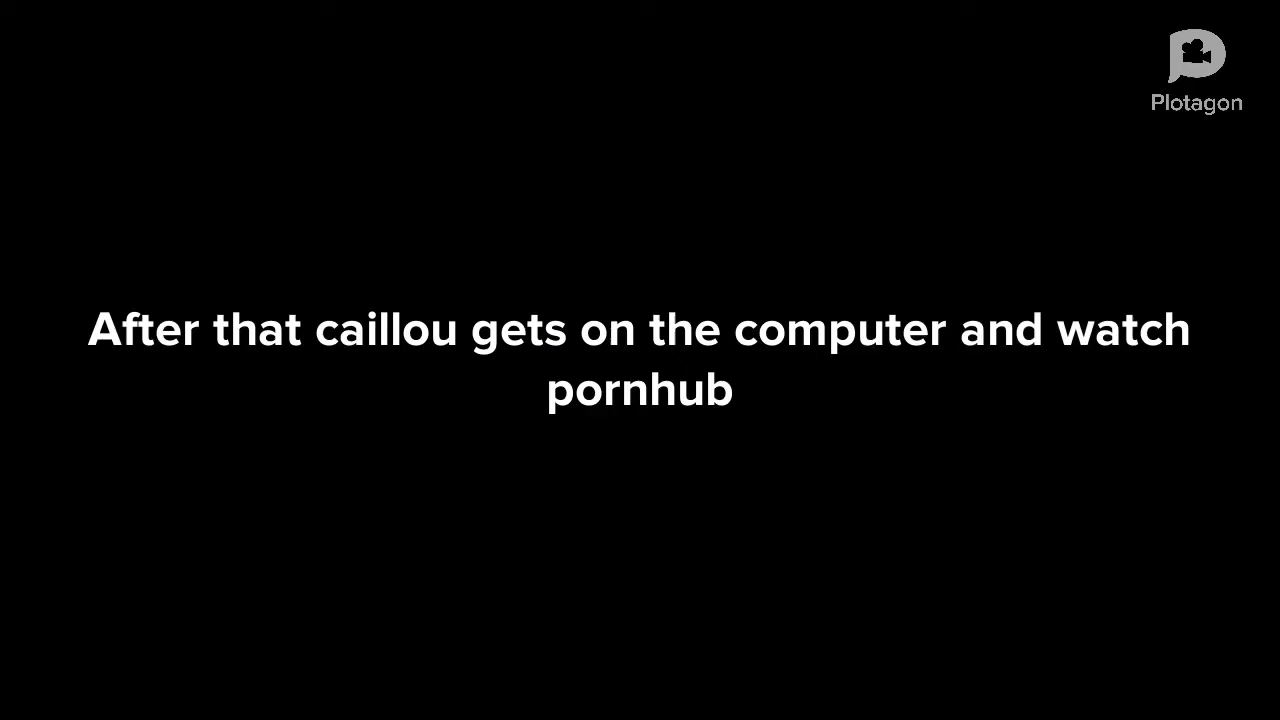 Plotagon
After that caillou gets on the computer and watch
pornhub